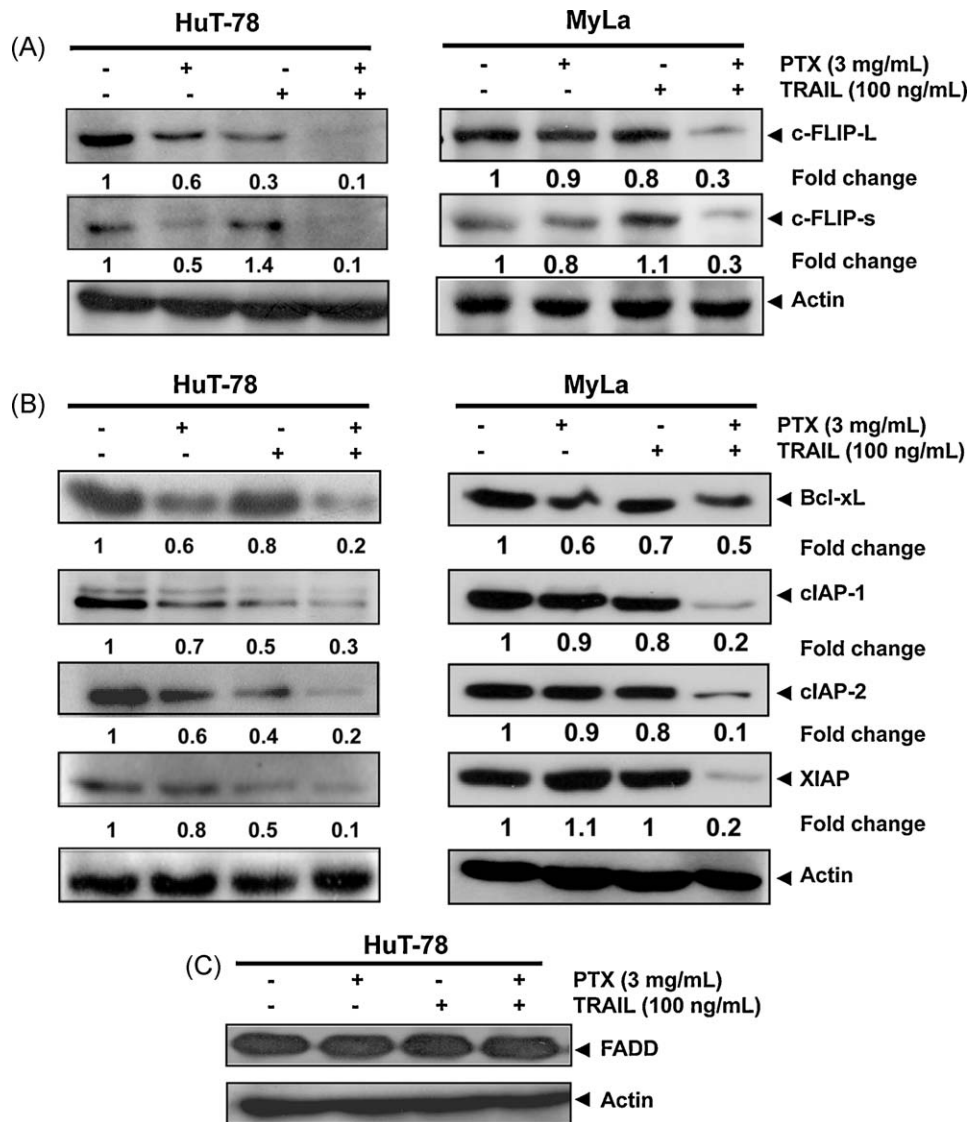 (A)
HuT-78 MyLa
- + - + - + - + PTX (3 mg/mL)
- - + + - - + + TRAIL (100 ng/mL)
c-FLIP-L
1 0.6 0.3 0.1 1 0.9 0.8 0.3 Fold change
c-FLIP-s
1 0.5 1.4 0.1 1 0.8 1.1 0.3 Fold change
Actin
(B)
HuT-78 MyLa
- + - + - + - + PTX (3 mg/mL)
- - + + - - + + TRAIL (100 ng/mL)
Bcl-xL
1 0.6 0.8 0.2 1 0.6 0.7 0.5 Fold change
cIAP-1
1 0.7 0.5 0.3 1 0.9 0.8 0.2 Fold change
cIAP-2
1 0.6 0.4 0.2 1 0.9 0.8 0.1 Fold change
XIAP
1 0.8 0.5 0.1 1 1.1 1 0.2 Fold change
Actin
(C)
HuT-78
- + - + PTX (3 mg/mL)
- - + + TRAIL (100 ng/mL)
FADD
Actin